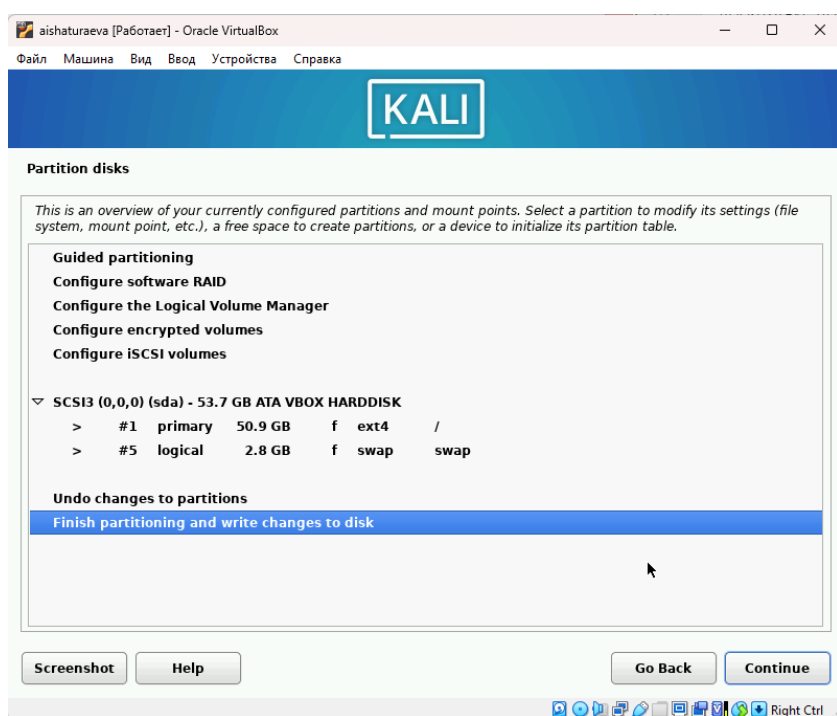 aishaturaeva [Работает] - Oracle VirtualBox
Файл Машина Вид Ввод Устройства Справка
KALI
Partition disks
This is an overview of your currently configured partitions and mount points. Select a partition to modify its settings (file
system, mount point, etc.), a free space to create partitions, or a device to initialize its partition table.
Guided partitioning
Configure software RAID
Configure the Logical Volume Manager
Configure encrypted volumes
Configure iSCSI volumes
SCSI3 (0,0,0) (sda) - 53.7 GB ATA VBOX HARDDISK
> #1 primary 50.9 GB f ext4 /
> #5 logical 2.8 GB f swap swap
Undo changes to partitions
Finish partitioning and write changes to disk
Screenshot Help Go Back Continue
Right Ctrl